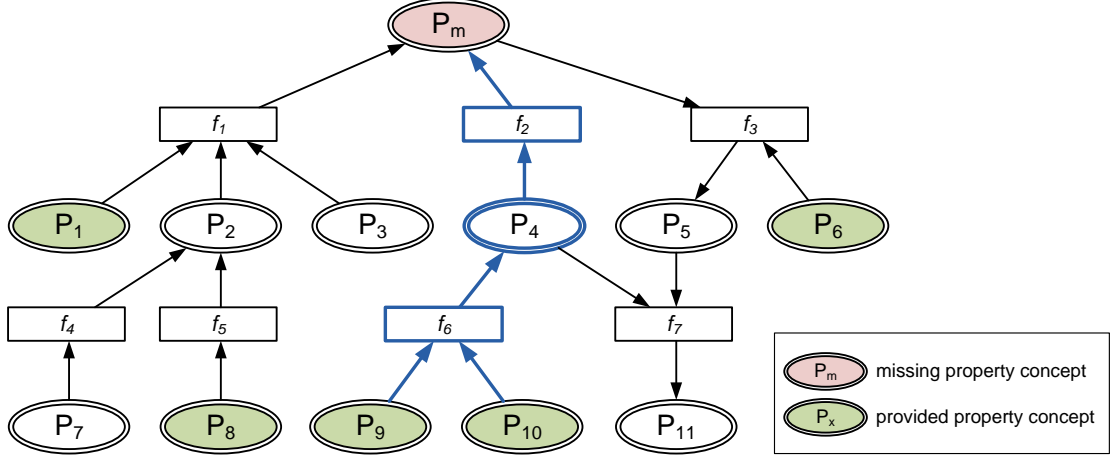 Pm
f1 f2 f3
P1 P2 P3 P4 P5 P6
f4 f5 f6 f7
Pm missing property concept
Px provided property concept
P7 P8 P9 P10 P11